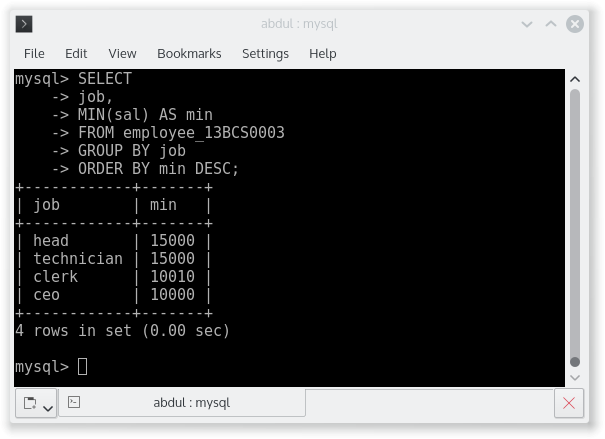 abdul : mysql
File Edit View Bookmarks Settings Help
mysql> SELECT
    -> job,
    -> MIN(sal) AS min
    -> FROM employee_13BCS0003
    -> GROUP BY job
    -> ORDER BY min DESC;
+------------+-------+
| job        | min   |
+------------+-------+
| head       | 15000 |
| technician | 15000 |
| clerk      | 10010 |
| ceo        | 10000 |
+------------+-------+
4 rows in set (0.00 sec)
mysql>
abdul : mysql